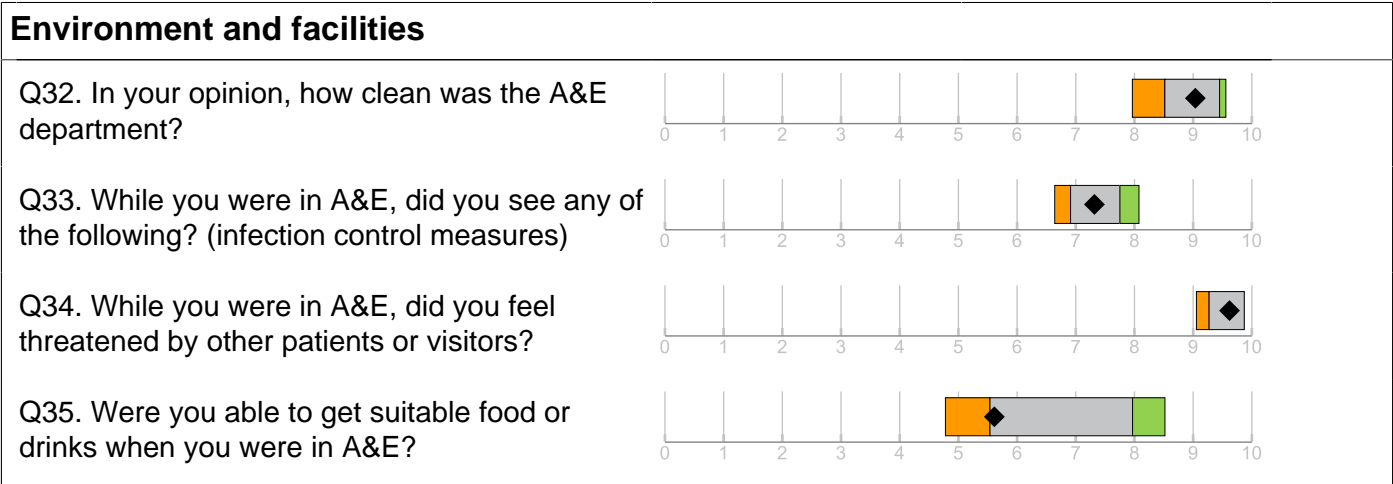 Environment and facilities
Q32. In your opinion, how clean was the A&E
department?
0 1 2 3 4 5 6 7 8 9 10
Q33. While you were in A&E, did you see any of
the following? (infection control measures)
0 1 2 3 4 5 6 7 8 9 10
Q34. While you were in A&E, did you feel
threatened by other patients or visitors?
0 1 2 3 4 5 6 7 8 9 10
Q35. Were you able to get suitable food or
drinks when you were in A&E?
0 1 2 3 4 5 6 7 8 9 10